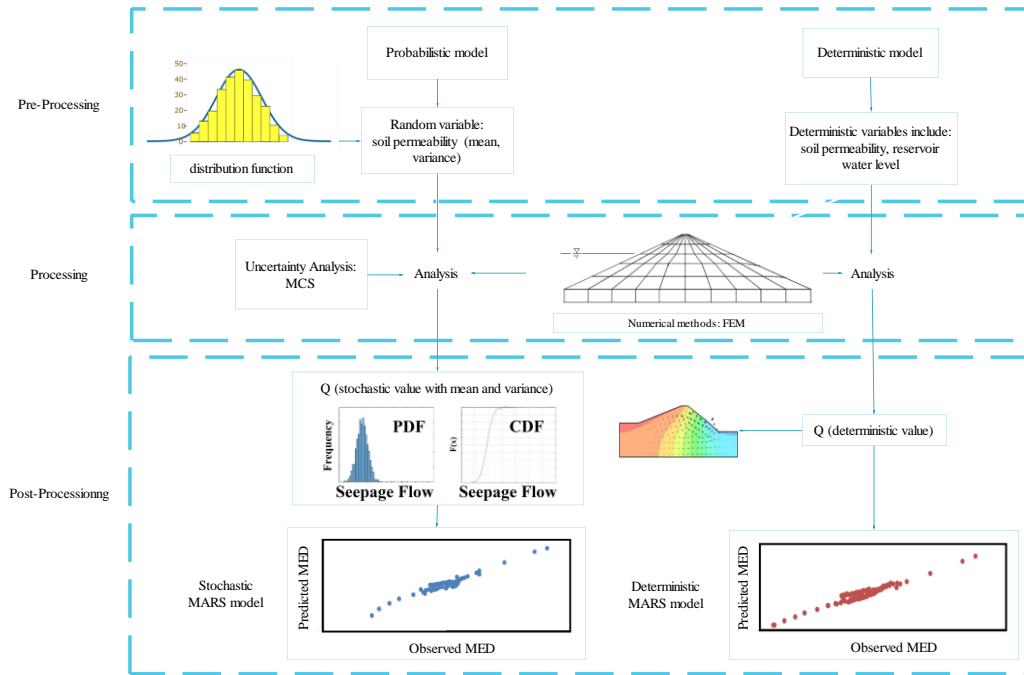 Pre-Processing
Probabilistic model
Deterministic model
50
40
30
20
10
0
distribution function
Random variable:
soil permeability (mean,
variance)
Deterministic variables include:
soil permeability, reservoir
water level
Processing
Uncertainty Analysis:
MCS
Analysis
Numerical methods: FEM
Analysis
Post-Processionng
Q (stochastic value with mean and variance)
Frequency
PDF
Seepage Flow
F(x)
CDF
Seepage Flow
Q (deterministic value)
Stochastic
MARS model
Predicted MED
Observed MED
Deterministic
MARS model
Predicted MED
Observed MED